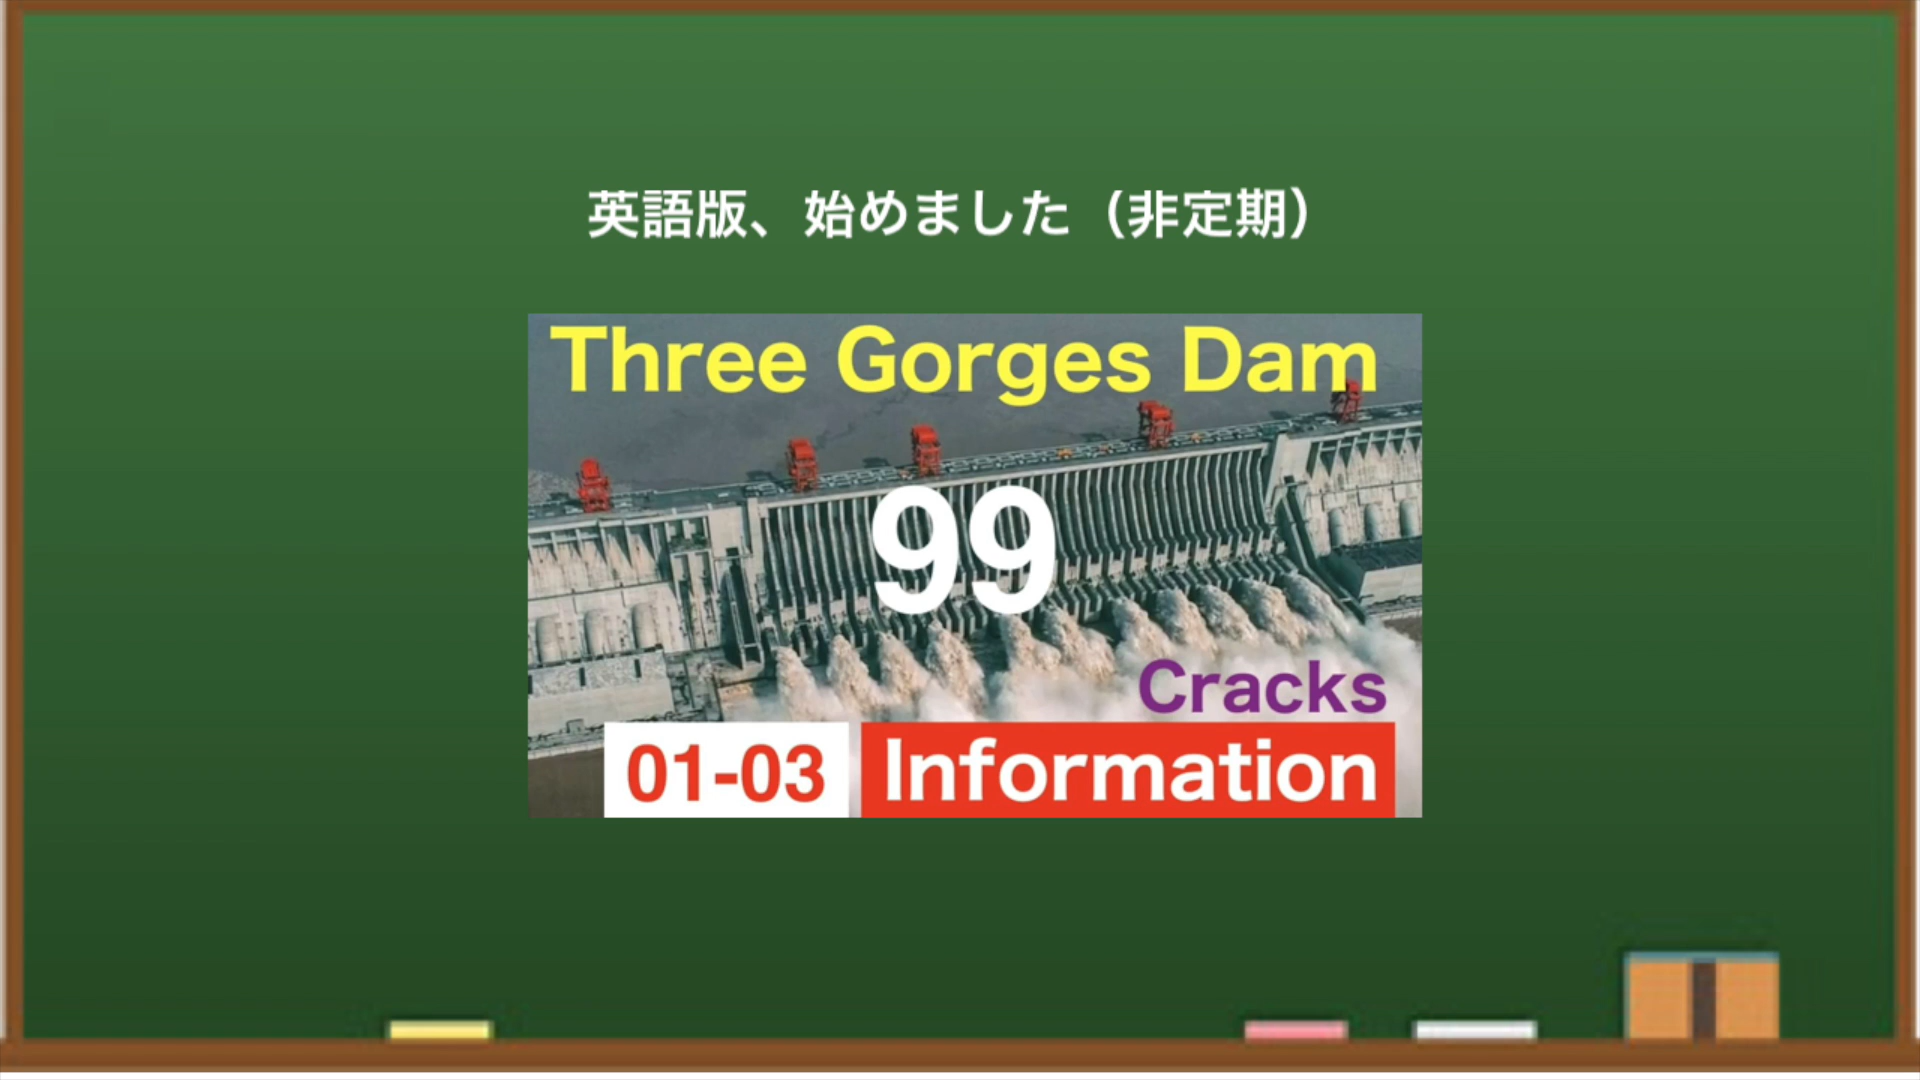 英語版、始めました（非定期）
Three Gorges Dam
99
Cracks
01-03 Information